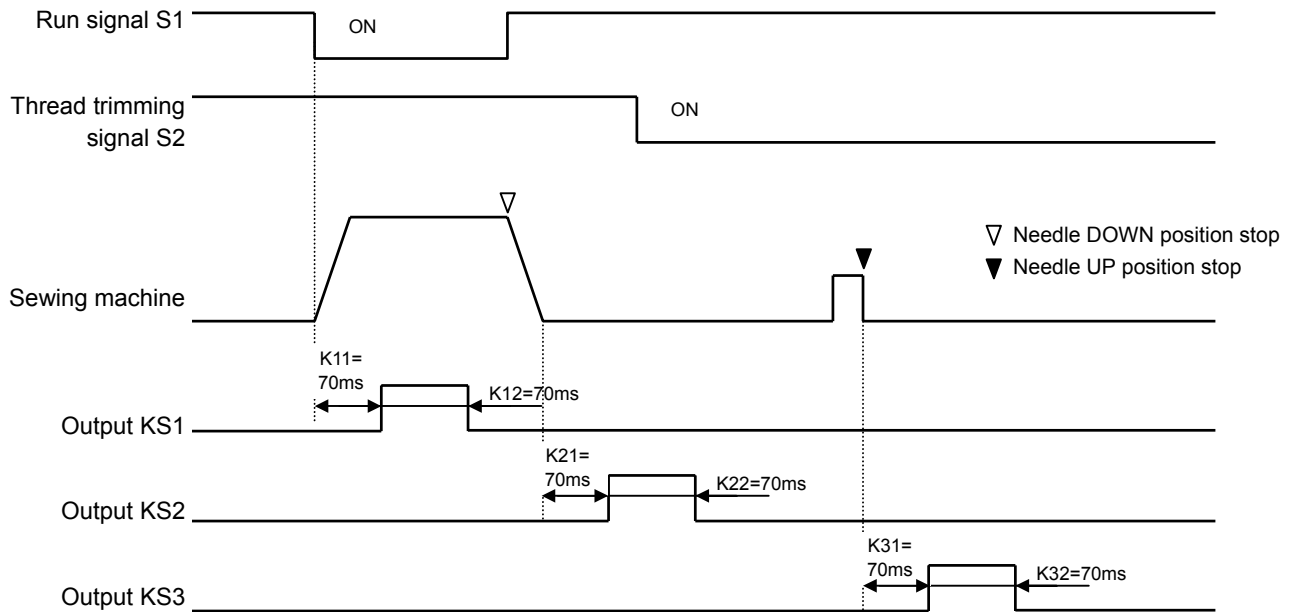 Run signal S1
ON
Thread trimming
signal S2
ON
▽ Needle DOWN position stop
▼ Needle UP position stop
Sewing machine
K11=
70ms
K12=70ms
Output KS1
K21=
70ms
K22=70ms
Output KS2
K31=
70ms
K32=70ms
Output KS3